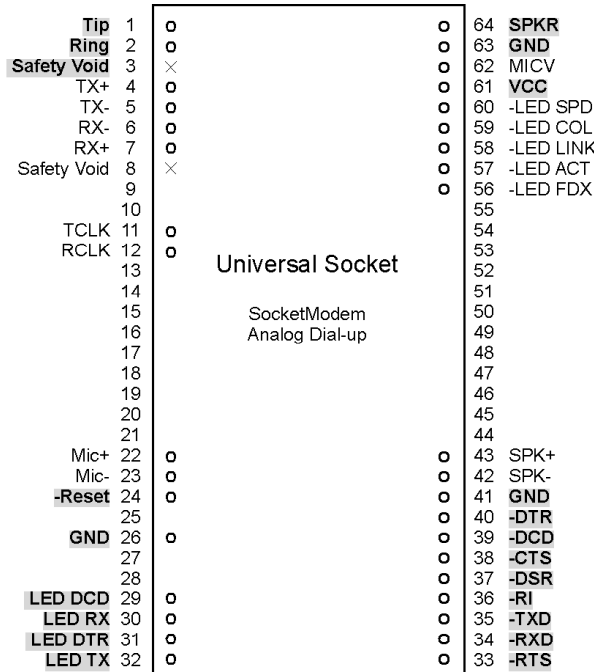 Tip 1 64 SPKR
Ring 2 63 GND
Safety Void 3 62 MICV
TX+ 4 61 VCC
TX- 5 60 -LED SPD
RX- 6 59 -LED COL
RX+ 7 58 -LED LINK
Safety Void 8 57 -LED ACT
9 56 -LED FDX
10 55
TCLK 11 54
RCLK 12 53
Universal Socket
13 52
14 51
15 SocketModem 50
16 Analog Dial-up 49
17 48
18 47
19 46
20 45
21 44
Mic+ 22 43 SPK+
Mic- 23 42 SPK-
-Reset 24 41 GND
25 40 -DTR
GND 26 39 -DCD
27 38 -CTS
28 37 -DSR
LED DCD 29 36 -RI
LED RX 30 35 -TXD
LED DTR 31 34 -RXD
LED TX 32 33 -RTS